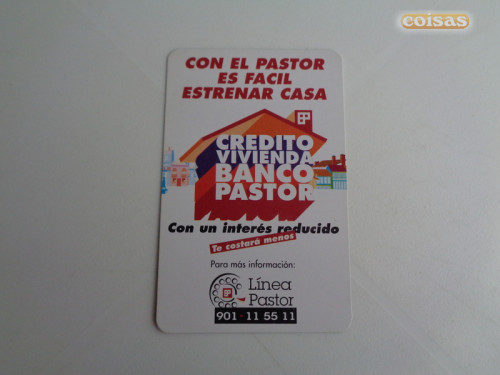 coisas
CON EL PASTOR
ES FACIL
ESTRENAR CASA
BP
CREDITO
VIVIENDA
BANCO
PASTOR
Con un interés reducido
Te costará menos
Para más información:
Línea
Pastor
901 · 11 55 11